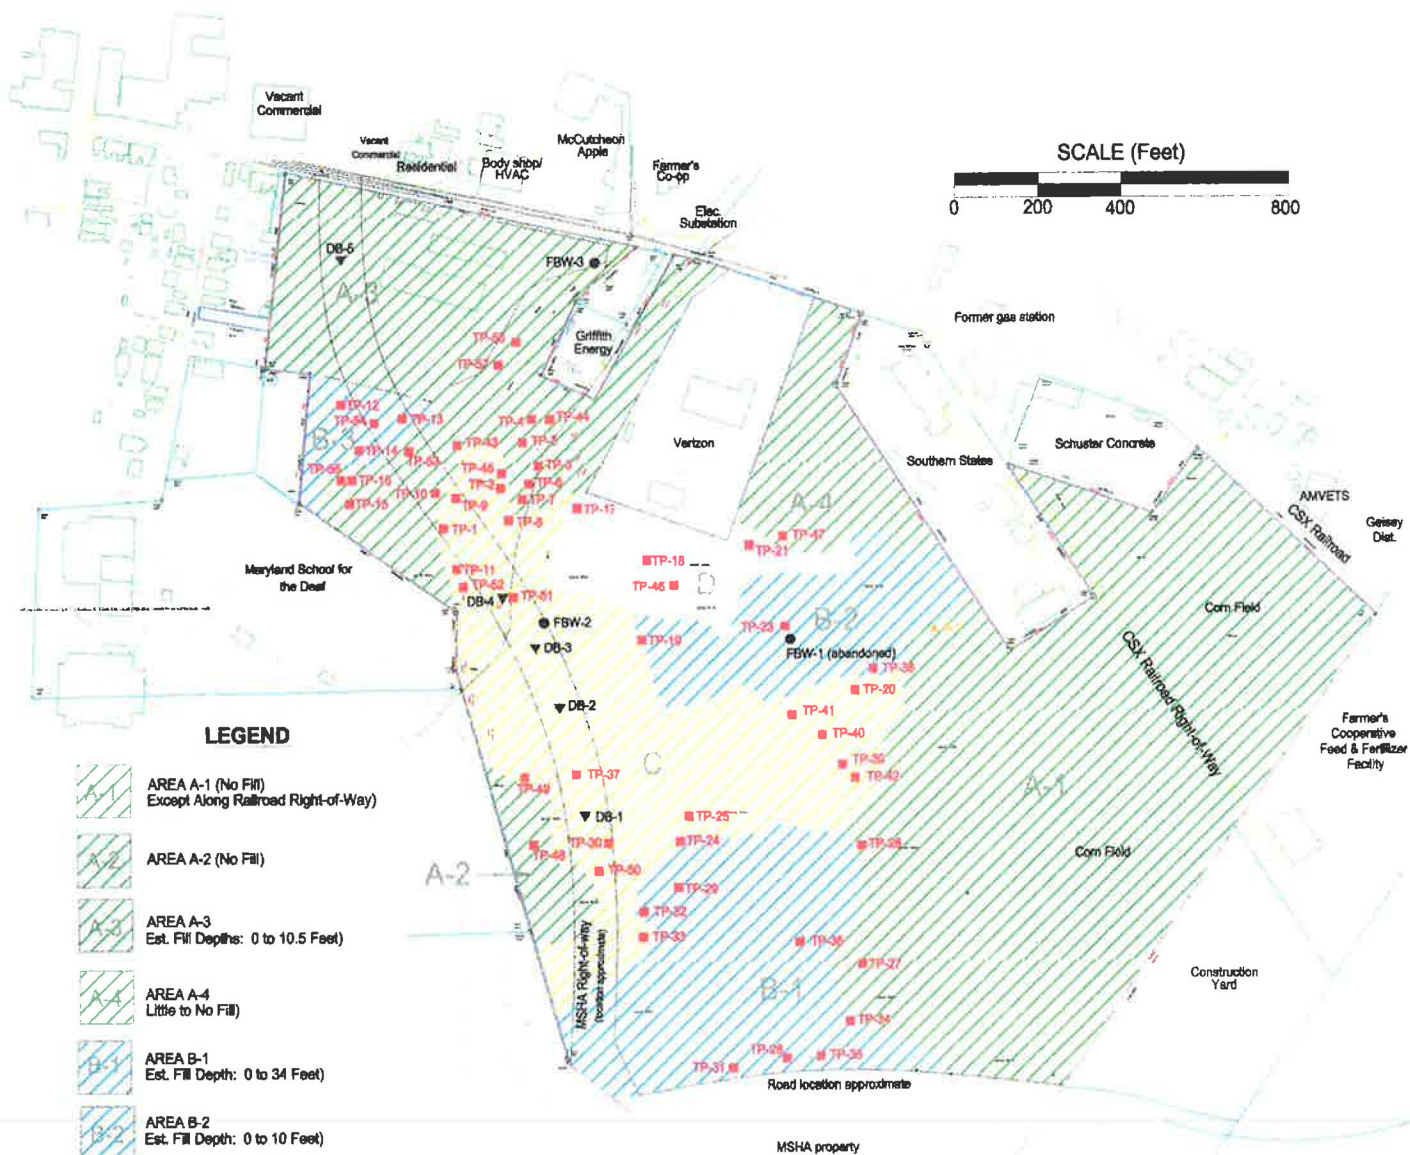 Vacant
Commercial
Vacant
Commercial
Residential
Body shop/
HVAC
McCutcheon
Apple
Farmer's
Co-op
Elec.
Substation
SCALE (Feet)
0 200 400 800
DB-5
FBW-3
A-3
Griffith
Energy
Former gas station
TP-57
TP-12
TP-13
TP-4
TP-44
B-3
TP-14
TP-53
TP-43
TP-3
Verizon
Southern States
Schuster Concrete
TP-16
TP-10
TP-2
TP-6
TP-15
TP-9
TP-7
TP-17
TP-1
TP-8
A-4
TP-47
TP-21
AMVETS
CSX Railroad
Geisey
Dist.
Maryland School for
the Deaf
TP-11
TP-52
DB-4
TP-51
TP-18
TP-46
FBW-2
DB-3
TP-19
TP-23
B-2
FBW-1 (abandoned)
Corn Field
CSX Railroad Right-of-Way
TP-38
TP-20
DB-2
TP-41
TP-40
Farmer's
Cooperative
Feed & Fertilizer
Facility
TP-37
C
TP-39
TP-42
A-1
TP-49
DB-1
TP-25
TP-48
TP-30
TP-24
TP-26
Corn Field
A-2
TP-50
TP-29
TP-32
TP-33
TP-35
TP-27
Construction
Yard
MSHA Right-of-way
(location approximate)
B-1
TP-34
TP-28
TP-36
TP-31
Road location approximate
MSHA property
LEGEND
A-1
AREA A-1 (No Fill)
Except Along Railroad Right-of-Way)
A-2
AREA A-2 (No Fill)
A-3
AREA A-3
Est. Fill Depths: 0 to 10.5 Feet)
A-4
AREA A-4
Little to No Fill)
B-1
AREA B-1
Est. Fill Depth: 0 to 34 Feet)
B-2
AREA B-2
Est. Fill Depth: 0 to 10 Feet)